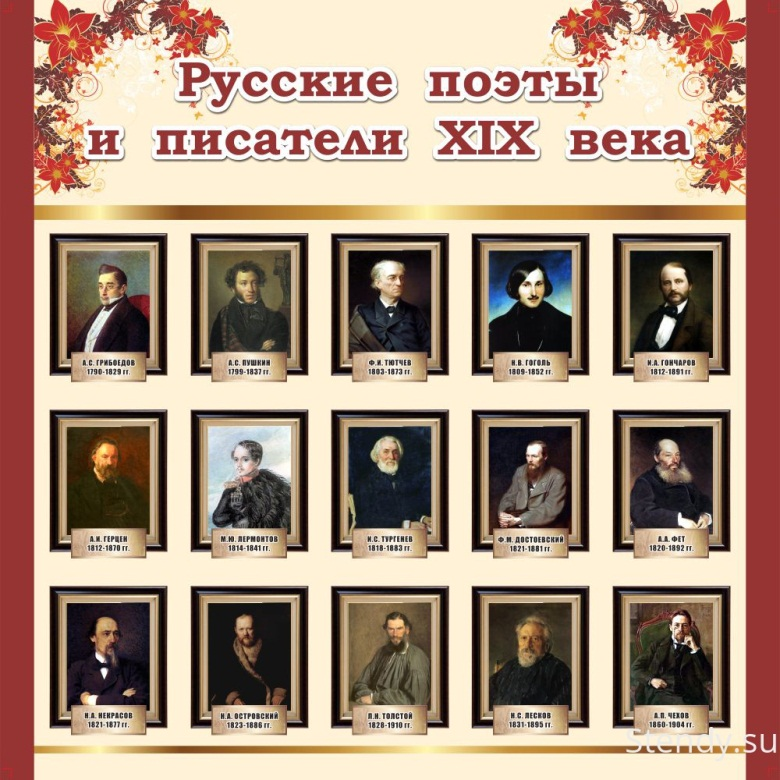 Русские поэты
и писатели XIX века
А.С. ГРИБОЕДОВ
1790-1829 гг.
А.С. ПУШКИН
1799-1837 гг.
Ф.И. ТЮТЧЕВ
1803-1873 гг.
Н.В. ГОГОЛЬ
1809-1852 гг.
И.А. ГОНЧАРОВ
1812-1891 гг.
А.И. ГЕРЦЕН
1812-1870 гг.
М.Ю. ЛЕРМОНТОВ
1814-1841 гг.
И.С. ТУРГЕНЕВ
1818-1883 гг.
Ф.М. ДОСТОЕВСКИЙ
1821-1881 гг.
А.А. ФЕТ
1820-1892 гг.
Н.А. НЕКРАСОВ
1821-1877 гг.
Н.А. ОСТРОВСКИЙ
1823-1886 гг.
Л.Н. ТОЛСТОЙ
1828-1910 гг.
Н.С. ЛЕСКОВ
1831-1895 гг.
А.П. ЧЕХОВ
1860-1904 гг.
Stendy.su